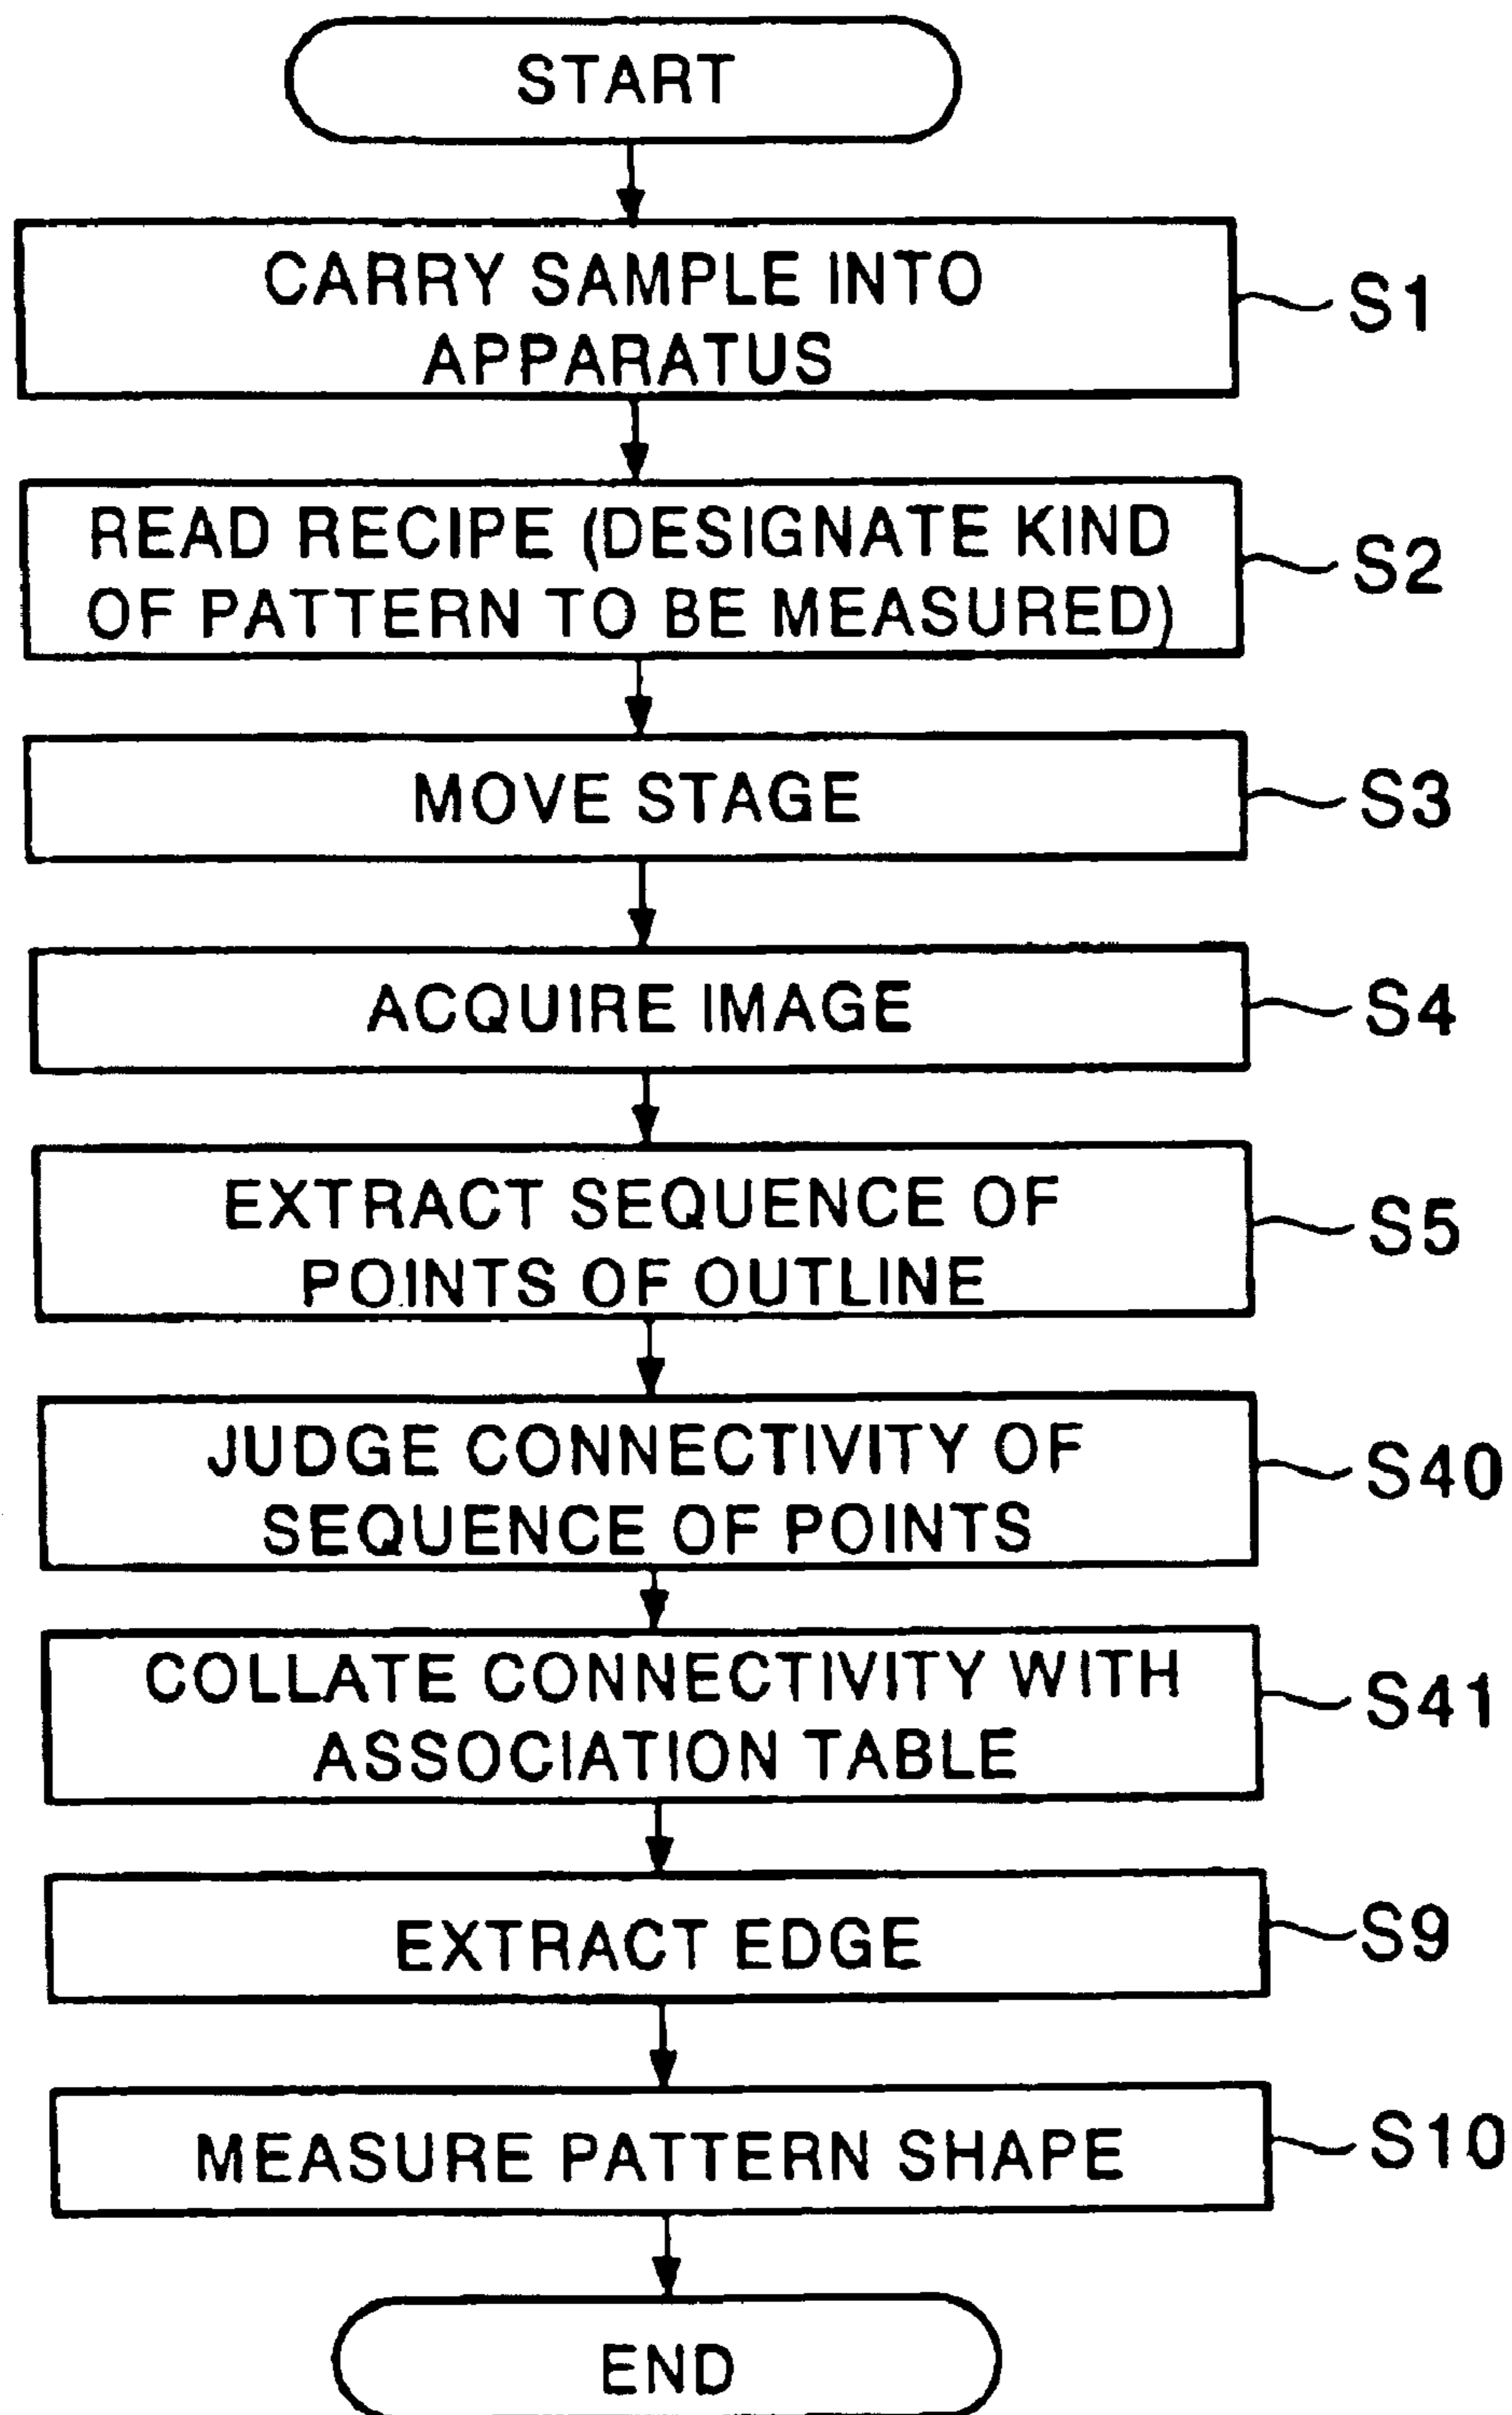 START
CARRY SAMPLE INTO
APPARATUS
S1
READ RECIPE (DESIGNATE KIND
OF PATTERN TO BE MEASURED)
S2
MOVE STAGE
S3
ACQUIRE IMAGE
S4
EXTRACT SEQUENCE OF
POINTS OF OUTLINE
S5
JUDGE CONNECTIVITY OF
SEQUENCE OF POINTS
S40
COLLATE CONNECTIVITY WITH
ASSOCIATION TABLE
S41
EXTRACT EDGE
S9
MEASURE PATTERN SHAPE
S10
END